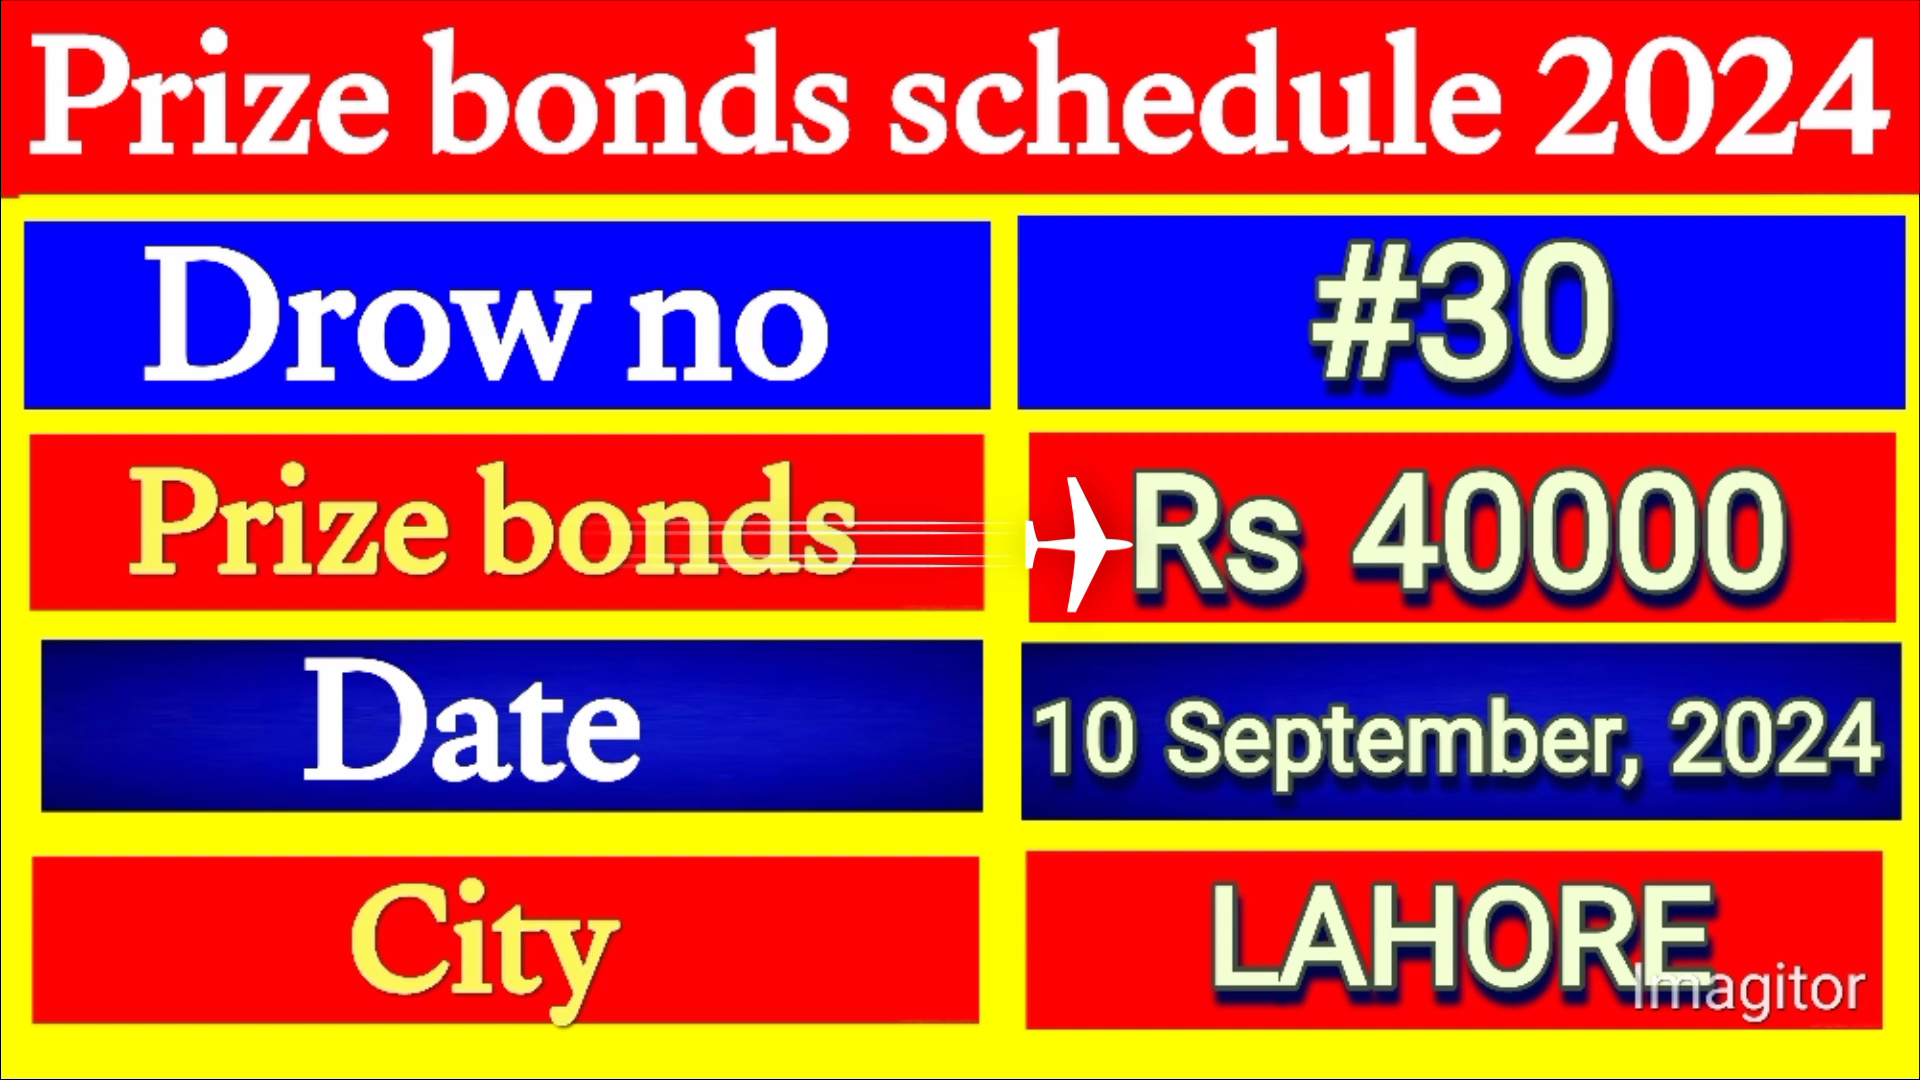 Prize bonds schedule 2024
Drow no #30
Prize bonds Rs 40000
Date 10 September, 2024
City LAHORE
Imagitor